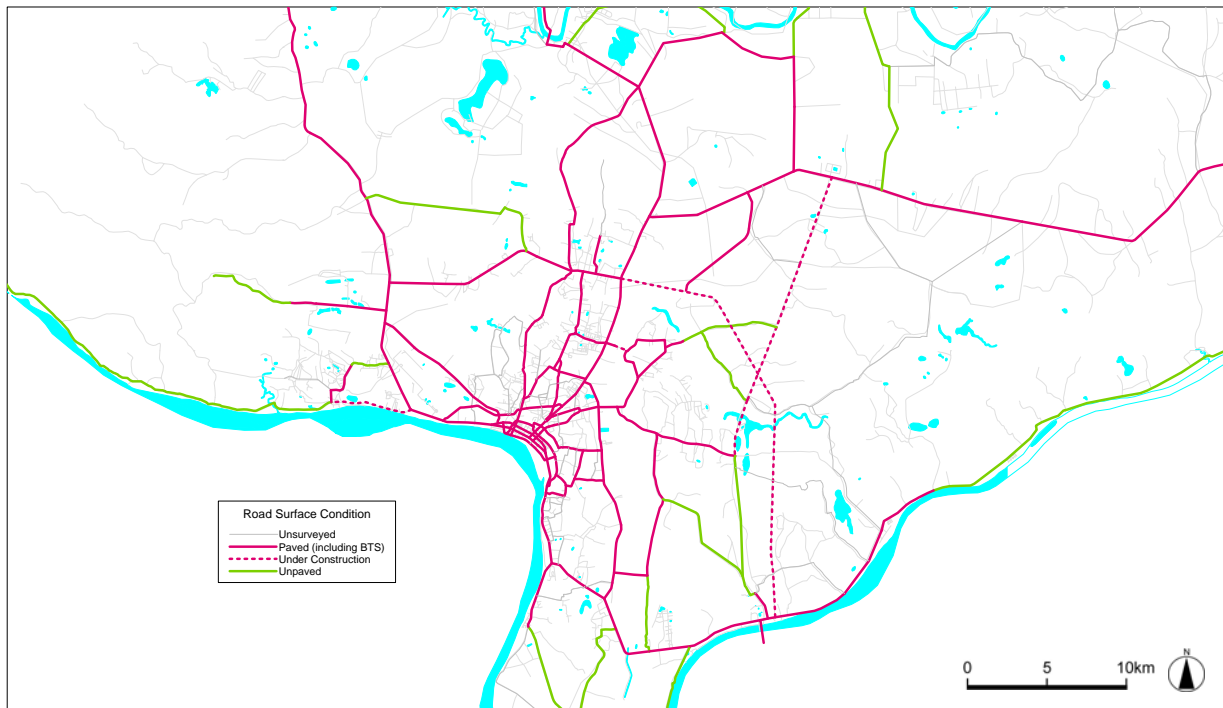 Road Surface Condition
Unsurveyed
Paved (including BTS)
Under Construction
Unpaved
0 5 10km
N